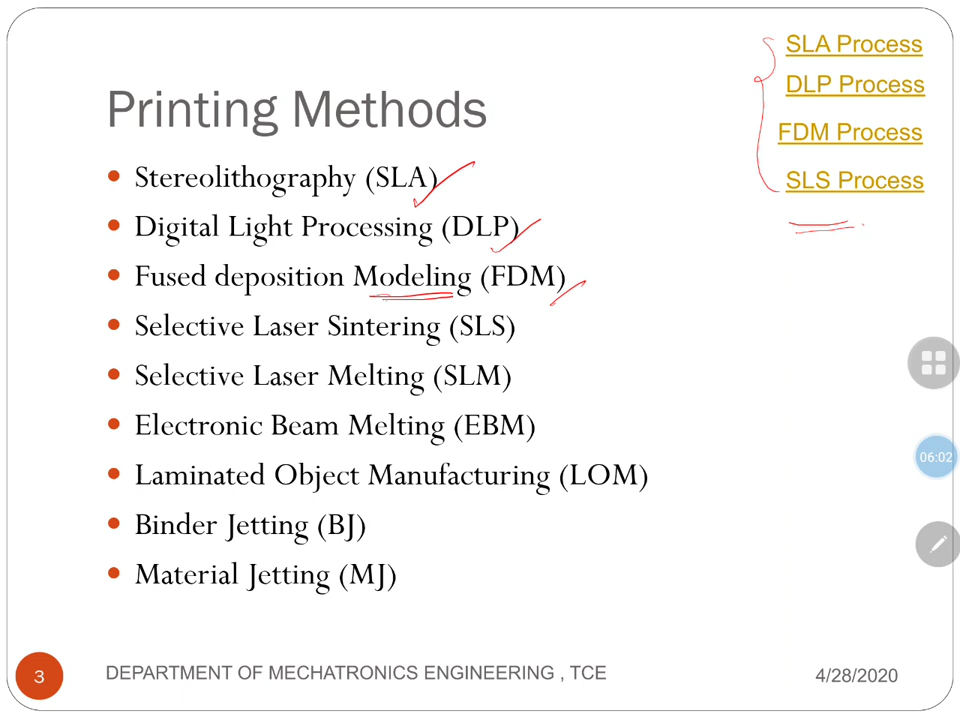 SLA Process
DLP Process
Printing Methods
FDM Process
Stereolithography (SLA)
SLS Process
Digital Light Processing (DLP)
Fused deposition Modeling (FDM)
Selective Laser Sintering (SLS)
Selective Laser Melting (SLM)
Electronic Beam Melting (EBM)
06:02
Laminated Object Manufacturing (LOM)
Binder Jetting (BJ)
Material Jetting (MJ)
3
DEPARTMENT OF MECHATRONICS ENGINEERING , TCE
4/28/2020